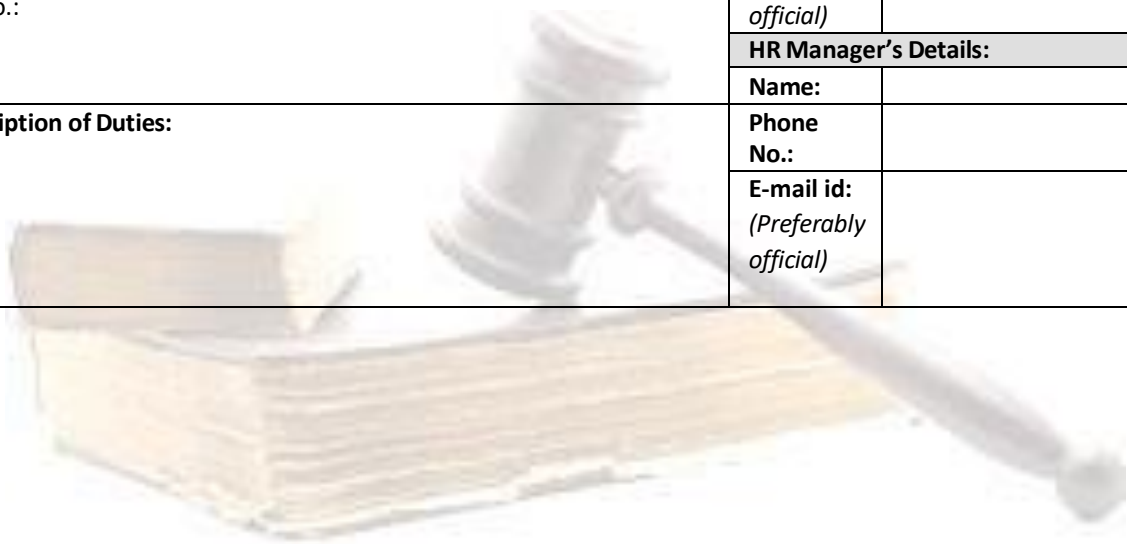 o.:
official)
HR Manager’s Details:
Name:
iption of Duties:
Phone
No.:
E-mail id:
(Preferably
official)